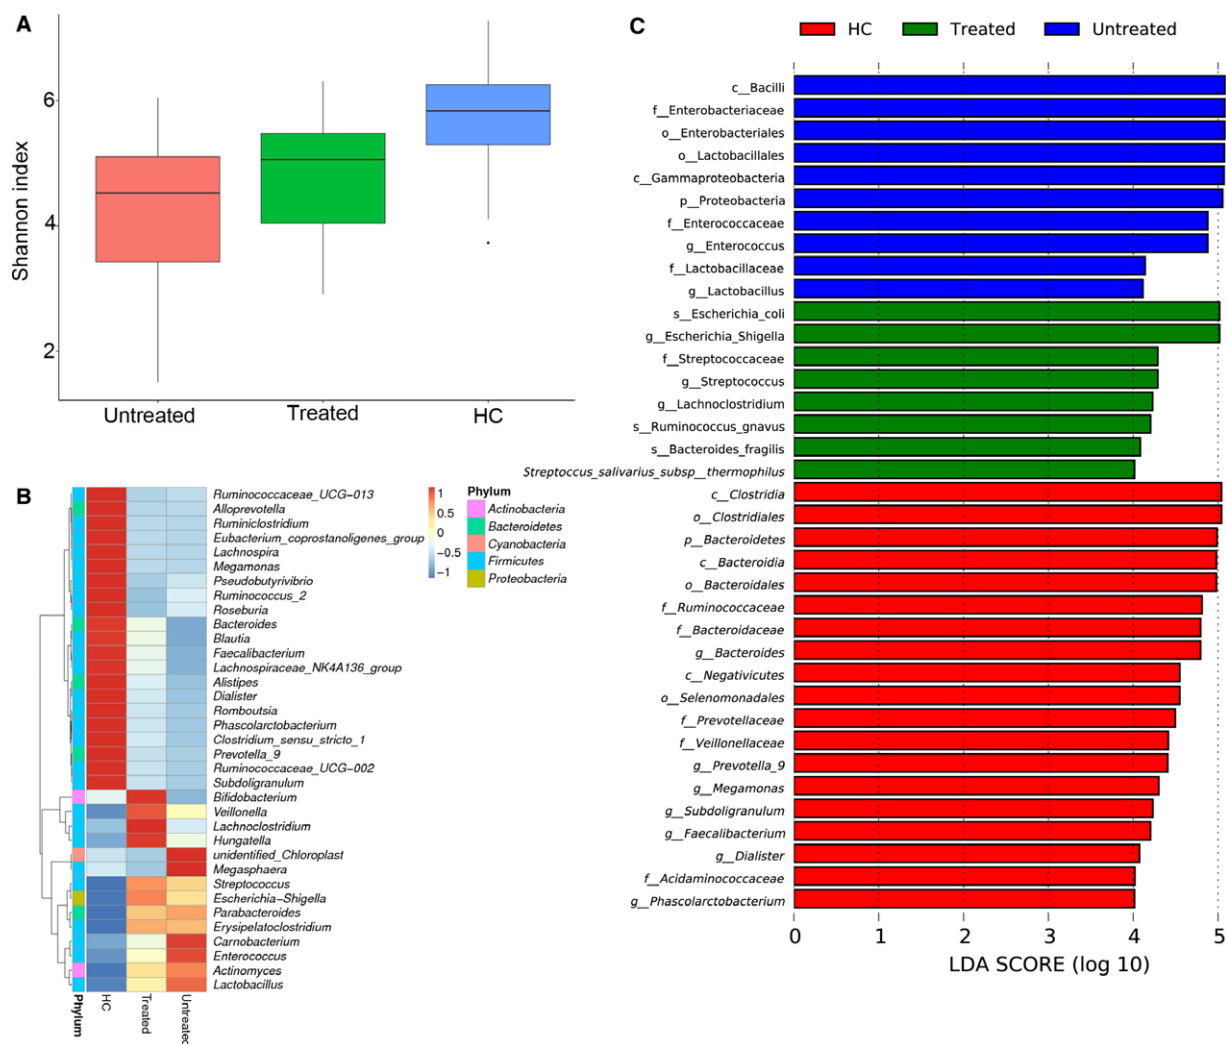 A
Shannon index
6
4
2
Untreated
Treated
HC
B
Ruminococcaceae_UCG−013
Alloprevotella
Ruminiclostridium
Eubacterium_coprostanoligenes_group
Lachnospira
Megamonas
Pseudobutyrivibrio
Ruminococcus_2
Roseburia
Bacteroides
Blautia
Faecalibacterium
Lachnospiraceae_NK4A136_group
Alistipes
Dialister
Romboutsia
Phascolarctobacterium
Clostridium_sensu_stricto_1
Prevotella_9
Ruminococcaceae_UCG−002
Subdoligranulum
Bifidobacterium
Veillonella
Lachnoclostridium
Hungatella
unidentified_Chloroplast
Megasphaera
Streptococcus
Escherichia−Shigella
Parabacteroides
Erysipelatoclostridium
Carnobacterium
Enterococcus
Actinomyces
Lactobacillus
Phylum
HC
Treated
Untreated
1
0.5
0
−0.5
−1
Phylum
Actinobacteria
Bacteroidetes
Cyanobacteria
Firmicutes
Proteobacteria
C
HC
Treated
Untreated
c__Bacilli
f__Enterobacteriaceae
o__Enterobacteriales
o__Lactobacillales
c__Gammaproteobacteria
p__Proteobacteria
f__Enterococcaceae
g__Enterococcus
f__Lactobacillaceae
g__Lactobacillus
s__Escherichia_coli
g__Escherichia_Shigella
f__Streptococcaceae
g__Streptococcus
g__Lachnoclostridium
s__Ruminococcus_gnavus
s__Bacteroides_fragilis
Streptoccus_salivarius_subsp__thermophilus
c__Clostridia
o__Clostridiales
p__Bacteroidetes
c__Bacteroidia
o__Bacteroidales
f__Ruminococcaceae
f__Bacteroidaceae
g__Bacteroides
c__Negativicutes
o__Selenomonadales
f__Prevotellaceae
f__Veillonellaceae
g__Prevotella_9
g__Megamonas
g__Subdoligranulum
g__Faecalibacterium
g__Dialister
f__Acidaminococcaceae
g__Phascolarctobacterium
0 1 2 3 4 5
LDA SCORE (log 10)